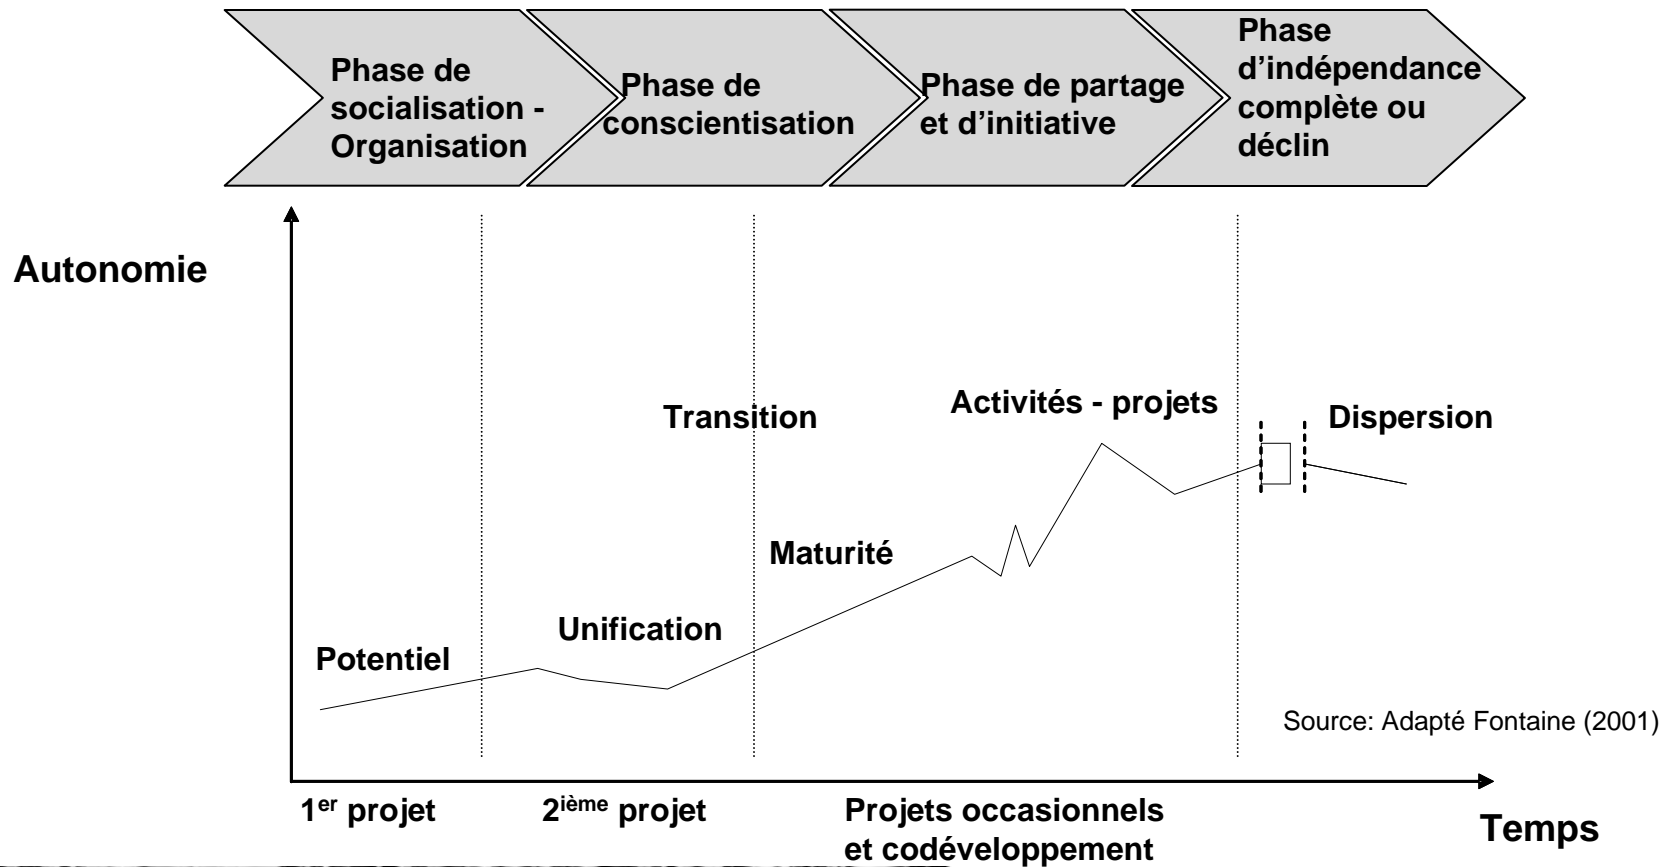 Phase de
socialisation -
Organisation
Phase de
conscientisation
Phase de partage
et d'initiative
Phase
d'indépendance
complète ou
déclin
Autonomie
Transition
Activités - projets
Dispersion
Maturité
Unification
Potentiel
Source: Adapté Fontaine (2001)
1er projet
2ième projet
Projets occasionnels
et codéveloppement
Temps